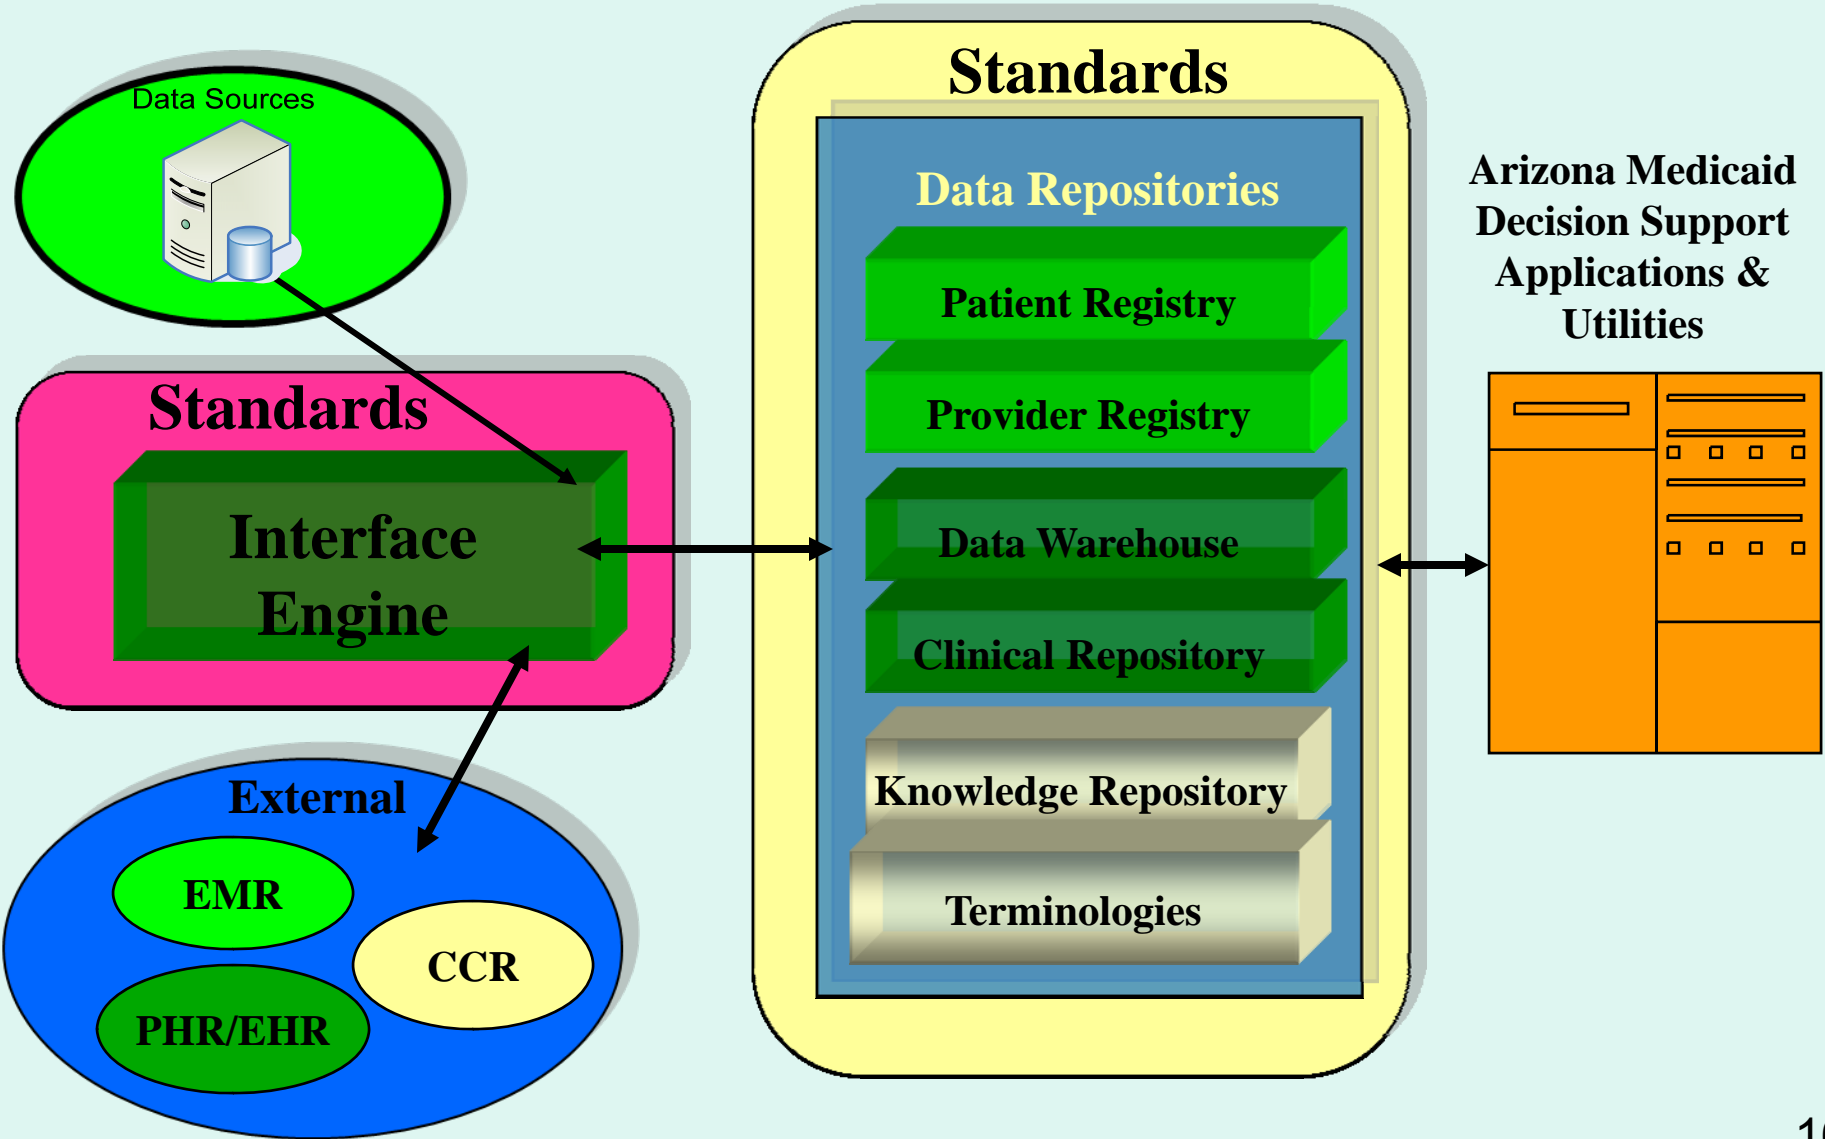 Data Sources
Standards
Interface
Engine
External
EMR
CCR
PHR/EHR
Standards
Data Repositories
Patient Registry
Provider Registry
Data Warehouse
Clinical Repository
Knowledge Repository
Terminologies
Arizona Medicaid
Decision Support
Applications &
Utilities